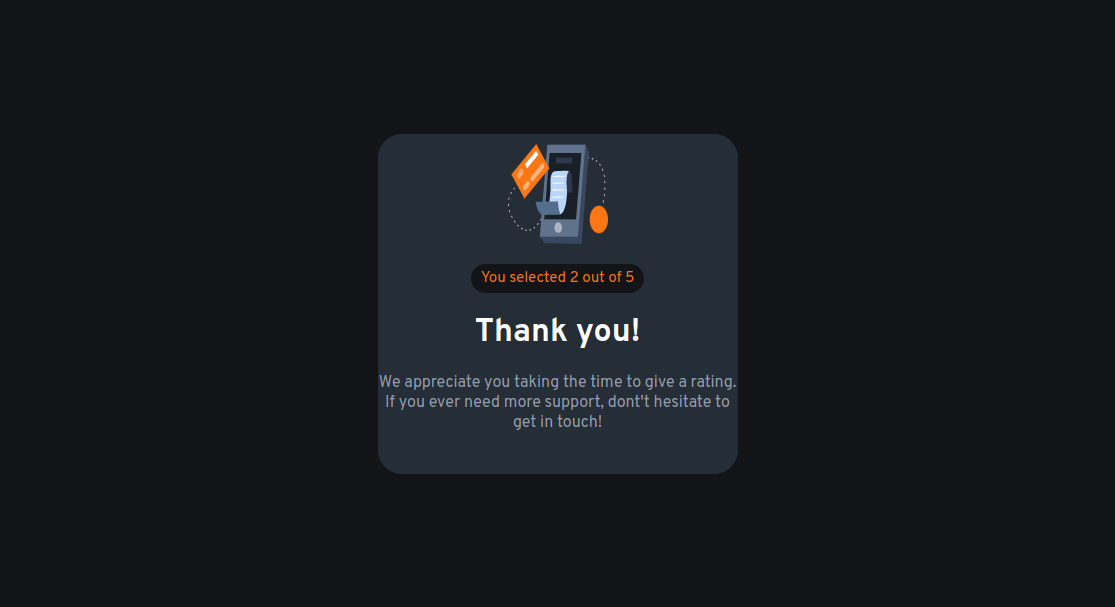 You selected 2 out of 5
Thank you!
We appreciate you taking the time to give a rating.
If you ever need more support, don't hesitate to
get in touch!